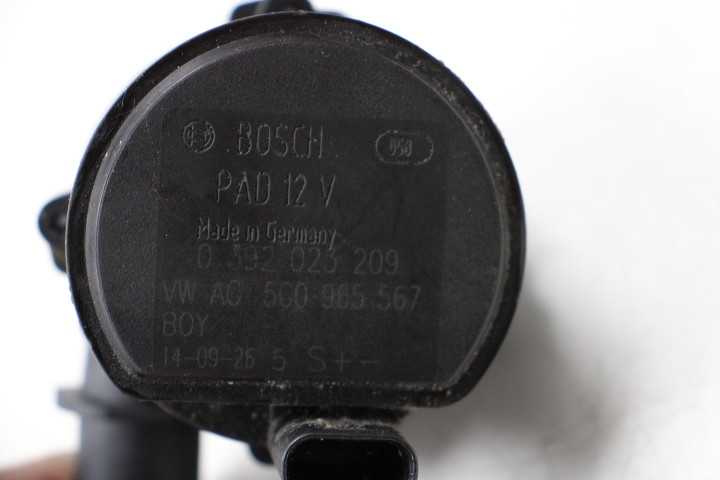 BOSCH 050
PAD 12 V
Made in Germany
0 392 023 209
VW AG 5G0 965 567
BOY
14-09-26 5 S + -